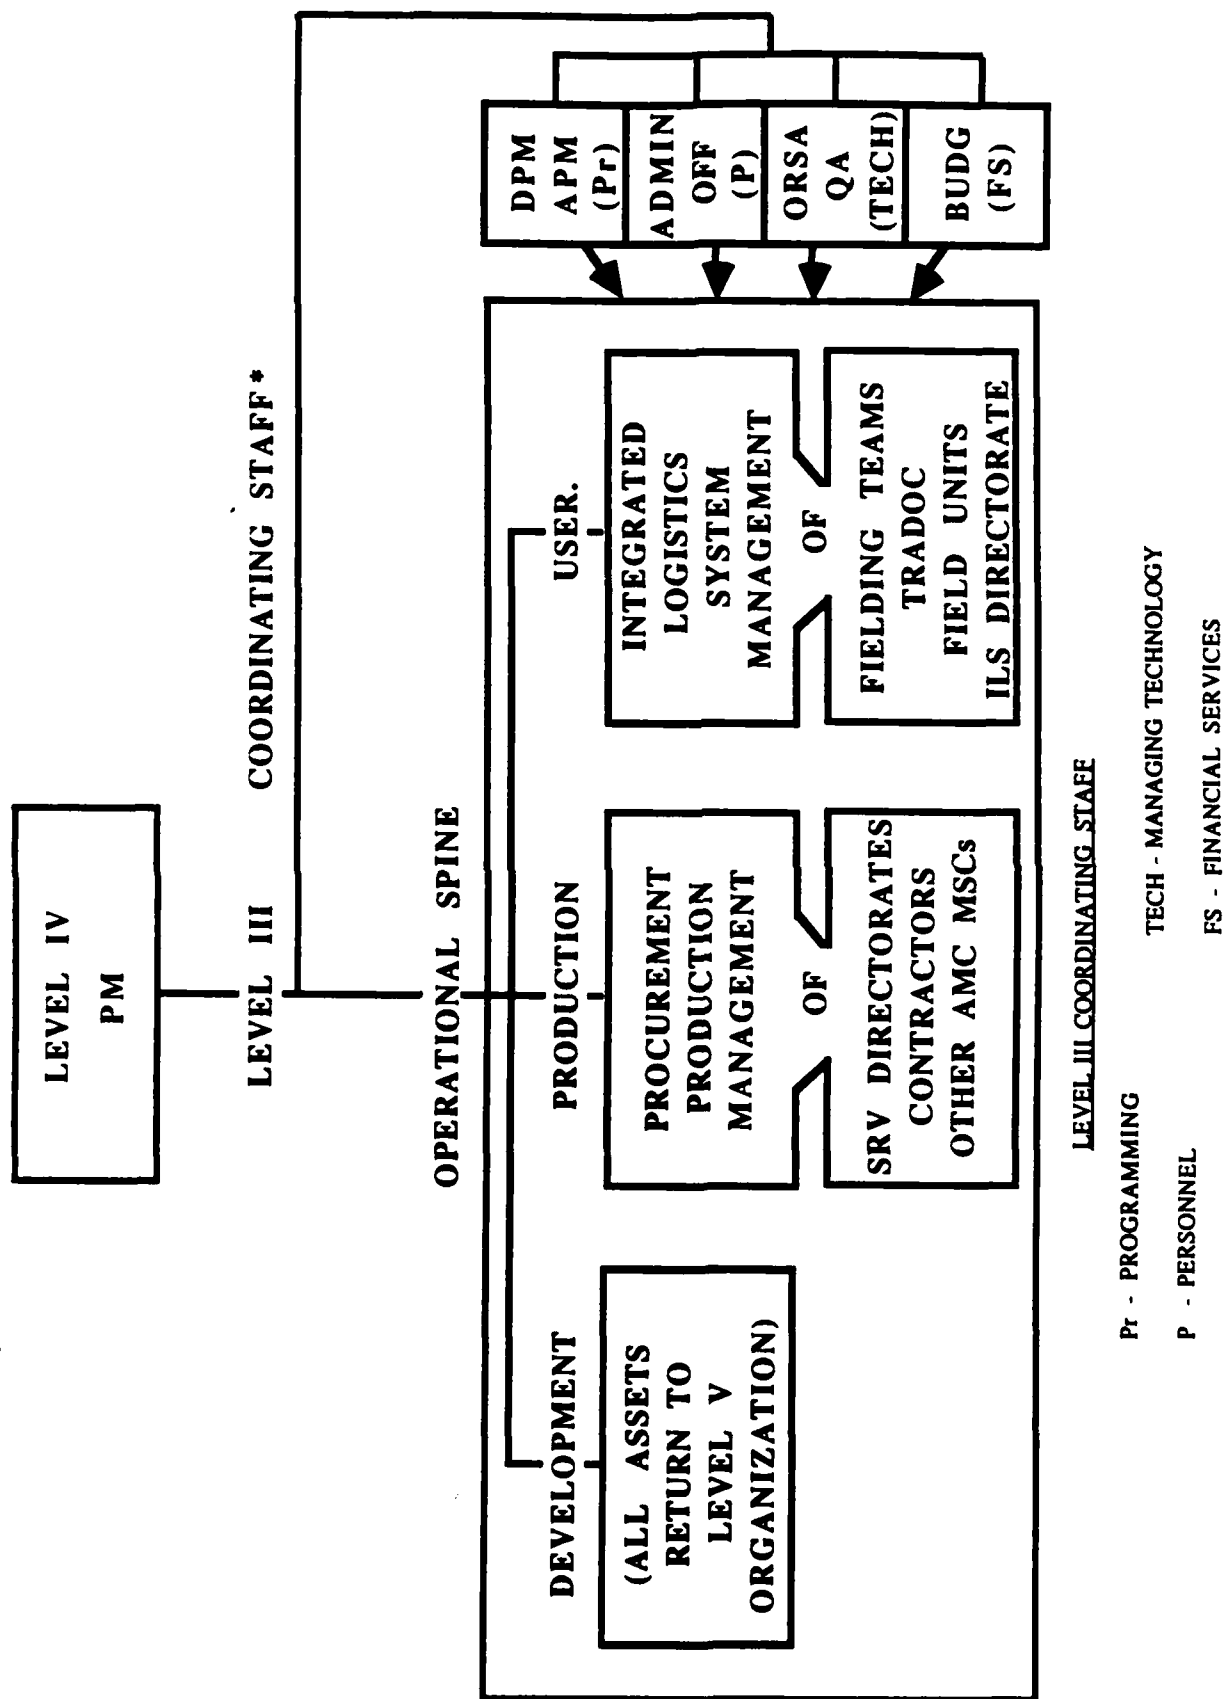 LEVEL IV
PM
LEVEL III
COORDINATING STAFF*
OPERATIONAL SPINE
DEVELOPMENT
(ALL ASSETS
RETURN TO
LEVEL V
ORGANIZATION)
PRODUCTION
PROCUREMENT
PRODUCTION
MANAGEMENT
OF
SRV DIRECTORATES
CONTRACTORS
OTHER AMC MSCs
USER.
INTEGRATED
LOGISTICS
SYSTEM
MANAGEMENT
OF
FIELDING TEAMS
TRADOC
FIELD UNITS
ILS DIRECTORATE
DPM
APM
(Pr)
ADMIN
OFF
(P)
ORSA
QA
(TECH)
BUDG
(FS)
LEVEL III COORDINATING STAFF
Pr - PROGRAMMING
TECH - MANAGING TECHNOLOGY
P - PERSONNEL
FS - FINANCIAL SERVICES